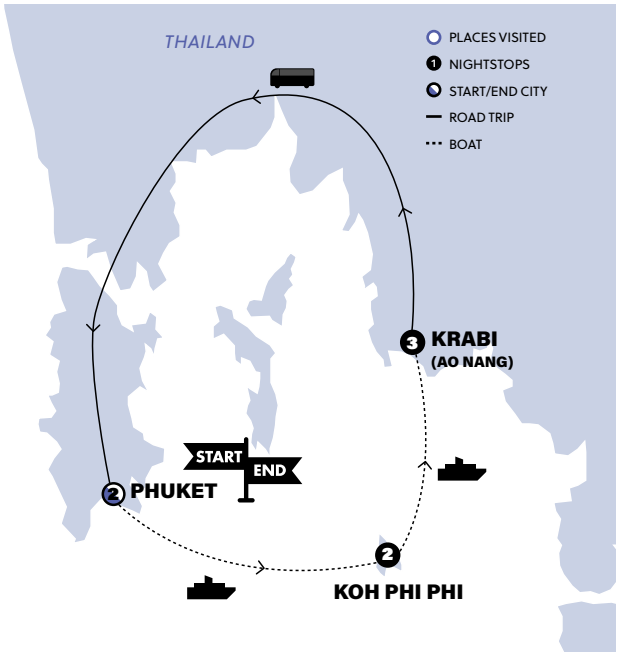 THAILAND
PLACES VISITED
1 NIGHTSTOPS
START/END CITY
ROAD TRIP
BOAT
3 KRABI
(AO NANG)
START
END
2 PHUKET
2
KOH PHI PHI